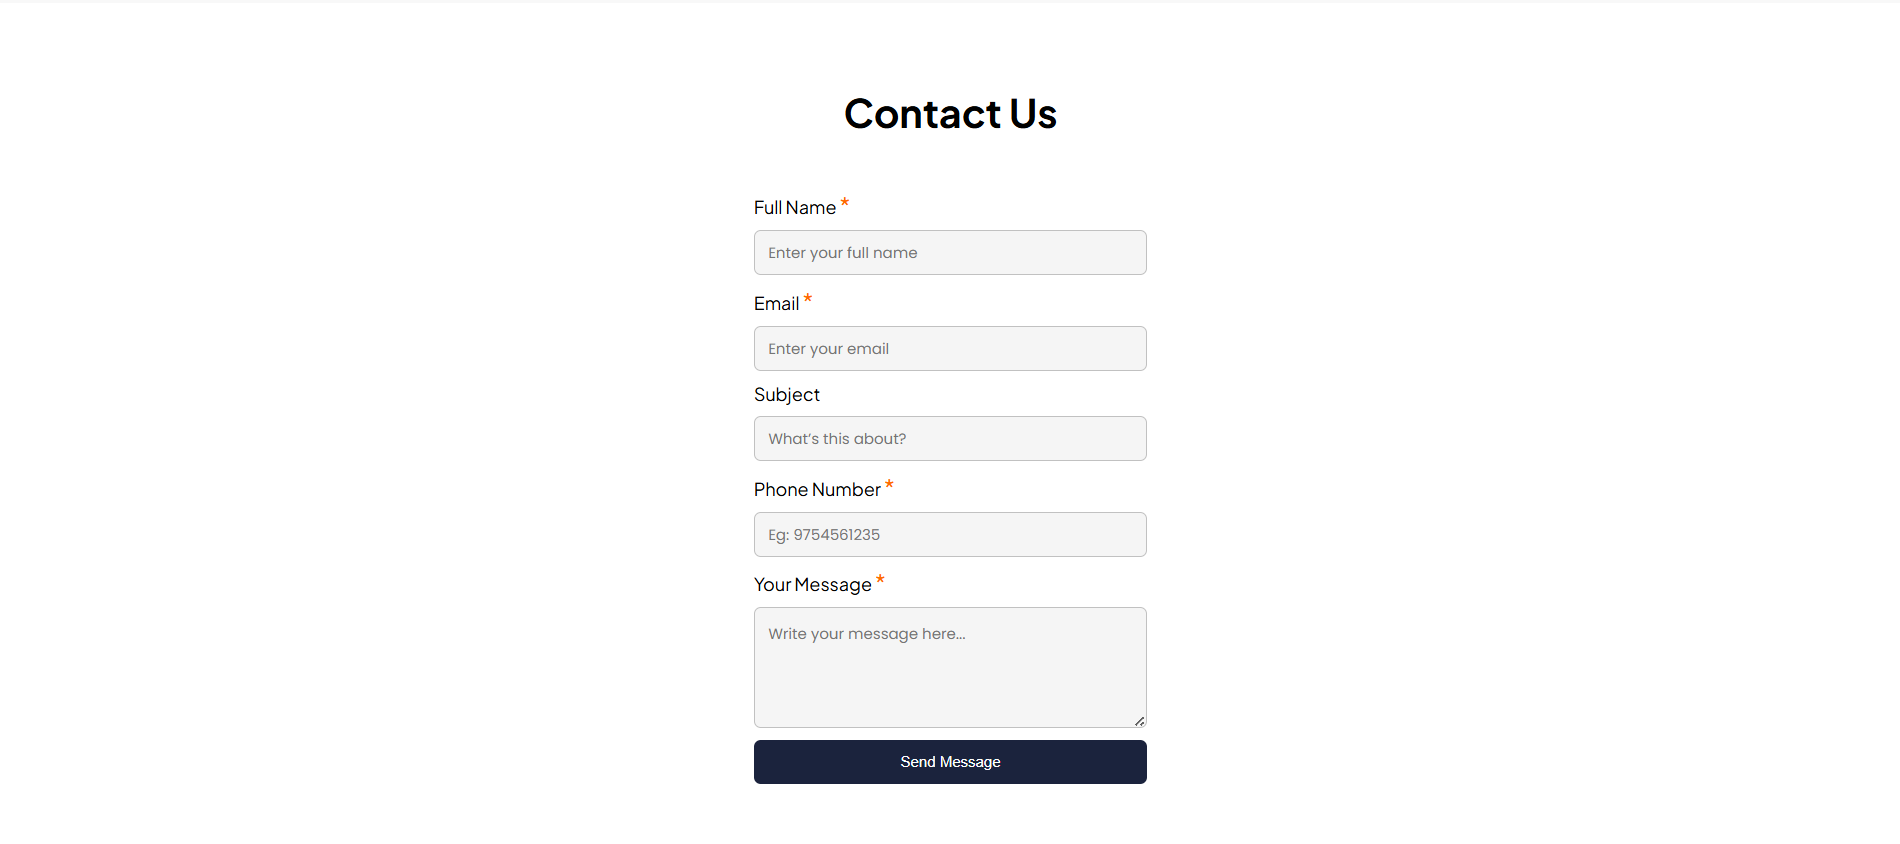 Contact Us
Full Name *
Enter your full name
Email *
Enter your email
Subject
What's this about?
Phone Number *
Eg: 9754561235
Your Message *
Write your message here...
Send Message